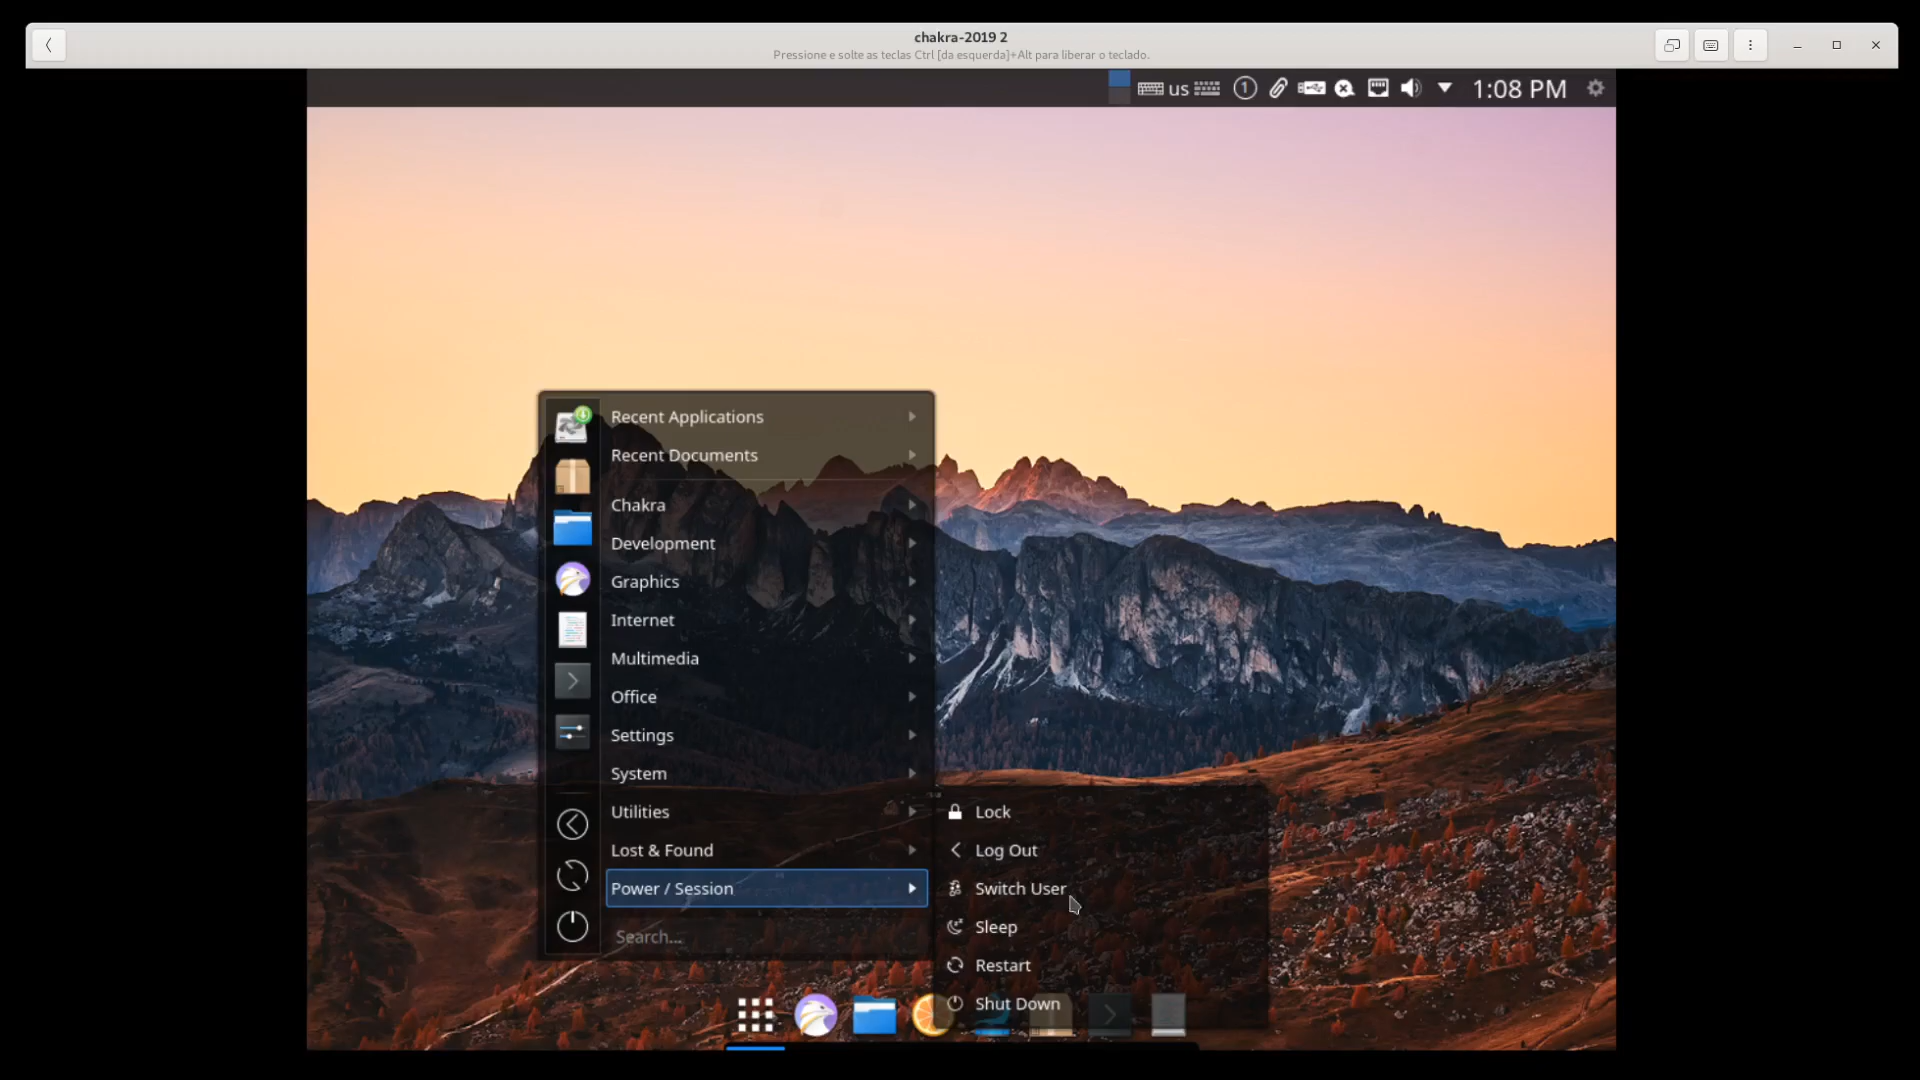 chakra-2019 2
Pressione e solte as teclas Ctrl [da esquerda]+Alt para liberar o teclado.
us 1 1:08 PM
Recent Applications
Recent Documents
Chakra
Development
Graphics
Internet
Multimedia
Office
Settings
System
Utilities
Lost & Found
Power / Session
Search...
Lock
Log Out
Switch User
Sleep
Restart
Shut Down